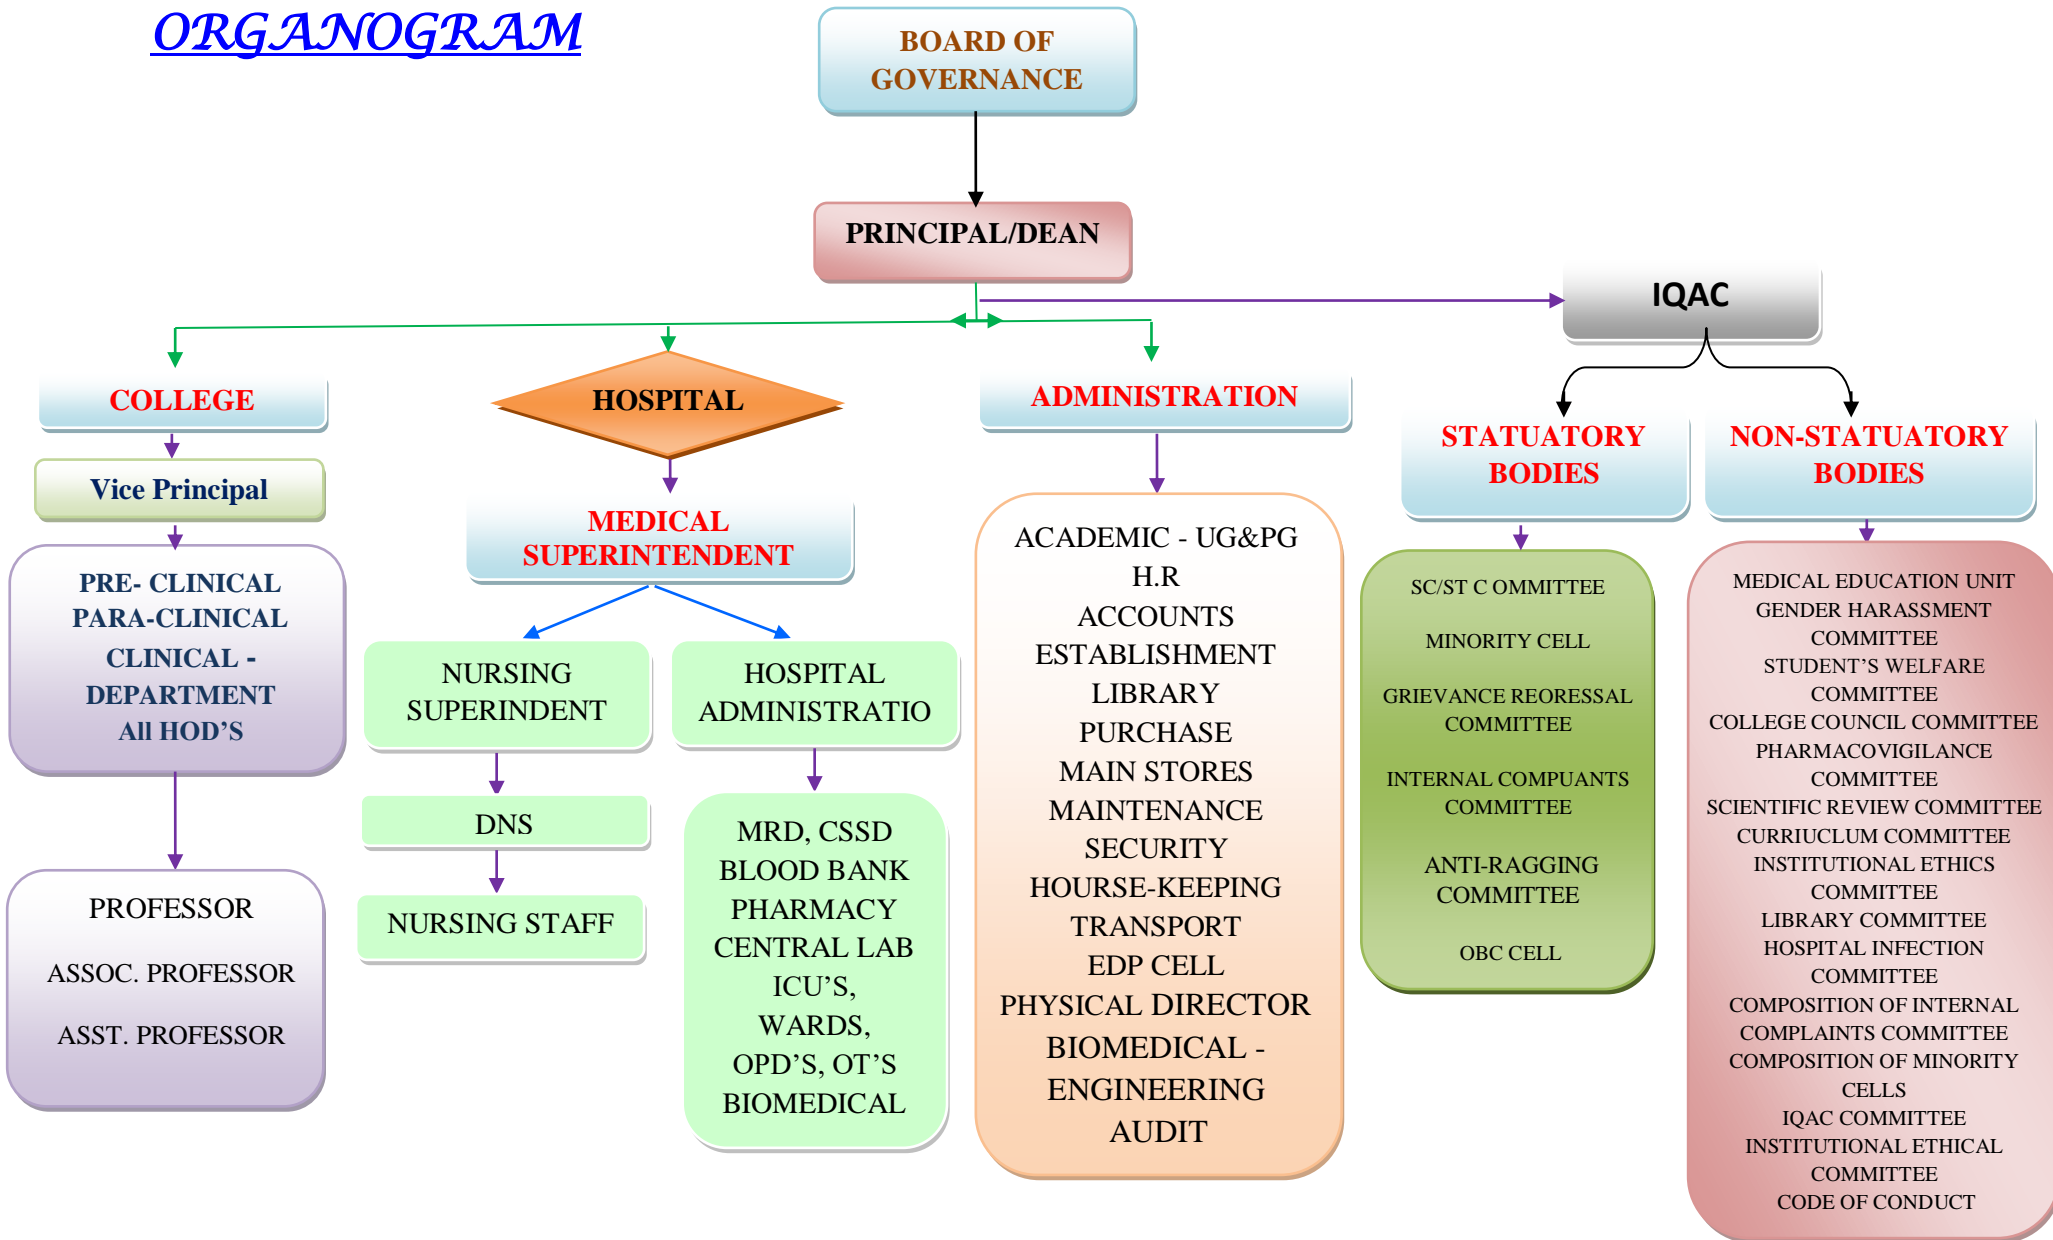 ORGANOGRAM
BOARD OF
GOVERNANCE
PRINCIPAL/DEAN
IQAC
COLLEGE
Vice Principal
PRE- CLINICAL
PARA-CLINICAL
CLINICAL -
DEPARTMENT
All HOD’S
PROFESSOR
ASSOC. PROFESSOR
ASST. PROFESSOR
HOSPITAL
MEDICAL
SUPERINTENDENT
NURSING
SUPERINDENT
DNS
NURSING STAFF
HOSPITAL
ADMINISTRATIO
MRD, CSSD
BLOOD BANK
PHARMACY
CENTRAL LAB
ICU’S,
WARDS,
OPD’S, OT’S
BIOMEDICAL
ADMINISTRATION
ACADEMIC - UG&PG
H.R
ACCOUNTS
ESTABLISHMENT
LIBRARY
PURCHASE
MAIN STORES
MAINTENANCE
SECURITY
HOURSE-KEEPING
TRANSPORT
EDP CELL
PHYSICAL DIRECTOR
BIOMEDICAL -
ENGINEERING
AUDIT
STATUATORY
BODIES
SC/ST C OMMITTEE
MINORITY CELL
GRIEVANCE REORESSAL
COMMITTEE
INTERNAL COMPUANTS
COMMITTEE
ANTI-RAGGING
COMMITTEE
OBC CELL
NON-STATUATORY
BODIES
MEDICAL EDUCATION UNIT
GENDER HARASSMENT
COMMITTEE
STUDENT’S WELFARE
COMMITTEE
COLLEGE COUNCIL COMMITTEE
PHARMACOVIGILANCE
COMMITTEE
SCIENTIFIC REVIEW COMMITTEE
CURRIUCLUM COMMITTEE
INSTITUTIONAL ETHICS
COMMITTEE
LIBRARY COMMITTEE
HOSPITAL INFECTION
COMMITTEE
COMPOSITION OF INTERNAL
COMPLAINTS COMMITTEE
COMPOSITION OF MINORITY
CELLS
IQAC COMMITTEE
INSTITUTIONAL ETHICAL
COMMITTEE
CODE OF CONDUCT